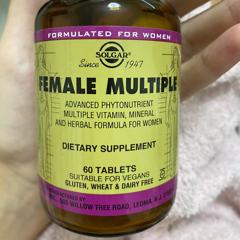 FORMULATED FOR WOMEN
SOLGAR
Since 1947
FEMALE MULTIPLE
ADVANCED PHYTONUTRIENT
MULTIPLE VITAMIN, MINERAL
AND HERBAL FORMULA FOR WOMEN
DIETARY SUPPLEMENT
60 TABLETS
SUITABLE FOR VEGANS
GLUTEN, WHEAT & DAIRY FREE
WILLOW TREE ROAD, LEONIA, N.J.